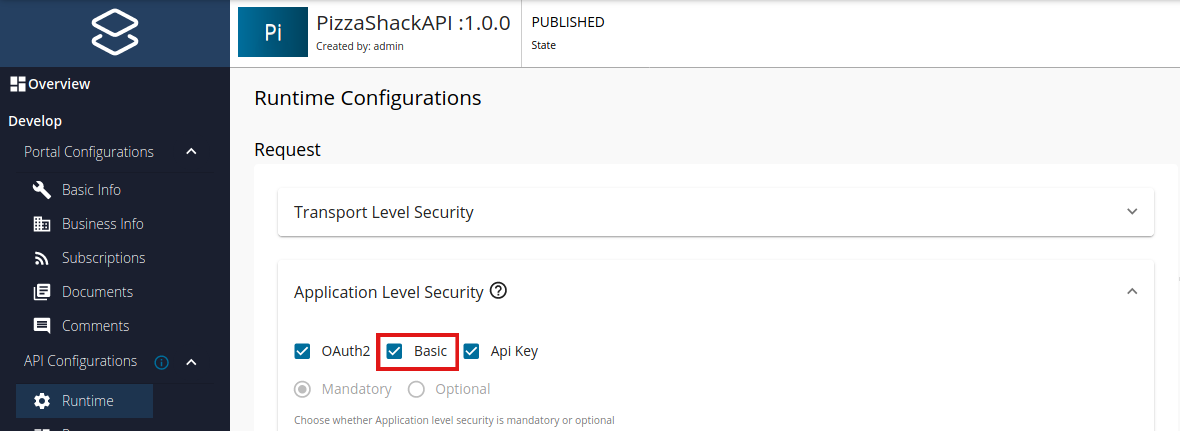 Pi
PizzaShackAPI :1.0.0
Created by: admin
PUBLISHED
State
Overview
Develop
Portal Configurations
Basic Info
Business Info
Subscriptions
Documents
Comments
API Configurations
Runtime
Runtime Configurations
Request
Transport Level Security
Application Level Security
OAuth2 Basic Api Key
Mandatory Optional
Choose whether Application level security is mandatory or optional